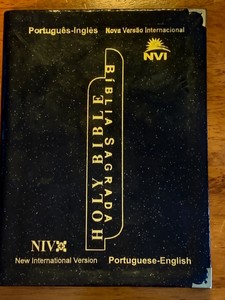 Português-Inglês Nova Versão Internacional
NVI
BÍBLIA SAGRADA
HOLY BIBLE
NIV
New International Version Portuguese-English